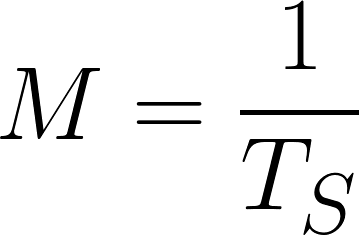 M = 1/T_S